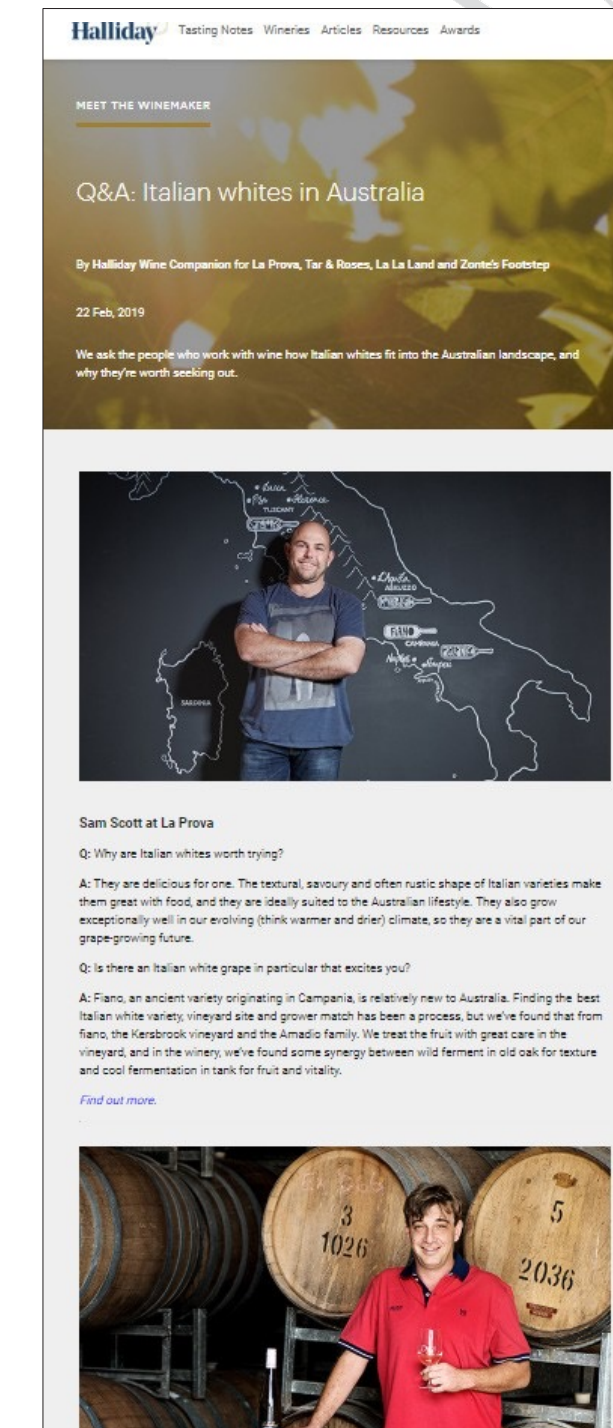 Halliday Tasting Notes Wineries Articles Resources Awards
MEET THE WINEMAKER
Q&A: Italian whites in Australia
By Halliday Wine Companion for La Prova, Tar & Roses, La La Land and Zonte's Footstep
22 Feb, 2019
We ask the people who work with wine how Italian whites fit into the Australian landscape, and
why they're worth seeking out.
Lucca
Pisa Florence
TUSCANY
L'Aquila
ABRUZZO
FIANO
CAMPANIA
Naples Pompeii
SARDINIA
Sam Scott at La Prova
Q: Why are Italian whites worth trying?
A: They are delicious for one. The textural, savoury and often rustic shape of Italian varieties make
them great with food, and they are ideally suited to the Australian lifestyle. They also grow
exceptionally well in our evolving (think warmer and drier) climate, so they are a vital part of our
grape-growing future.
Q: Is there an Italian white grape in particular that excites you?
A: Fiano, an ancient variety originating in Campania, is relatively new to Australia. Finding the best
Italian white variety, vineyard site and grower match has been a process, but we've found that from
fiano, the Kersbrook vineyard and the Amadio family. We treat the fruit with great care in the
vineyard, and in the winery, we've found some synergy between wild ferment in old oak for texture
and cool fermentation in tank for fruit and vitality.
Find out more.
3
1026
5
2036